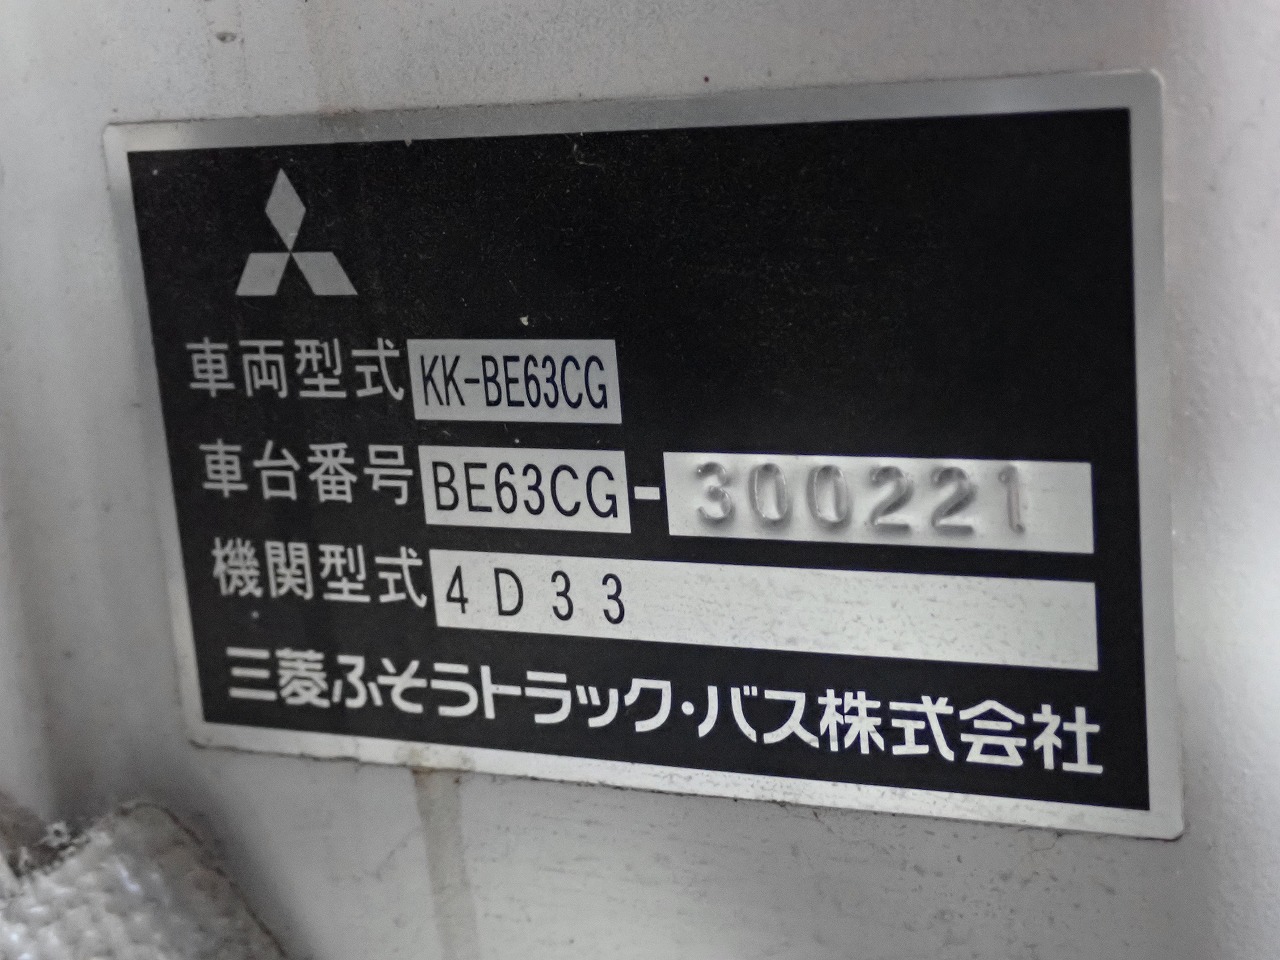 車両型式 KK-BE63CG
車台番号 BE63CG-300221
機関型式 4D33
三菱ふそうトラック・バス株式会社